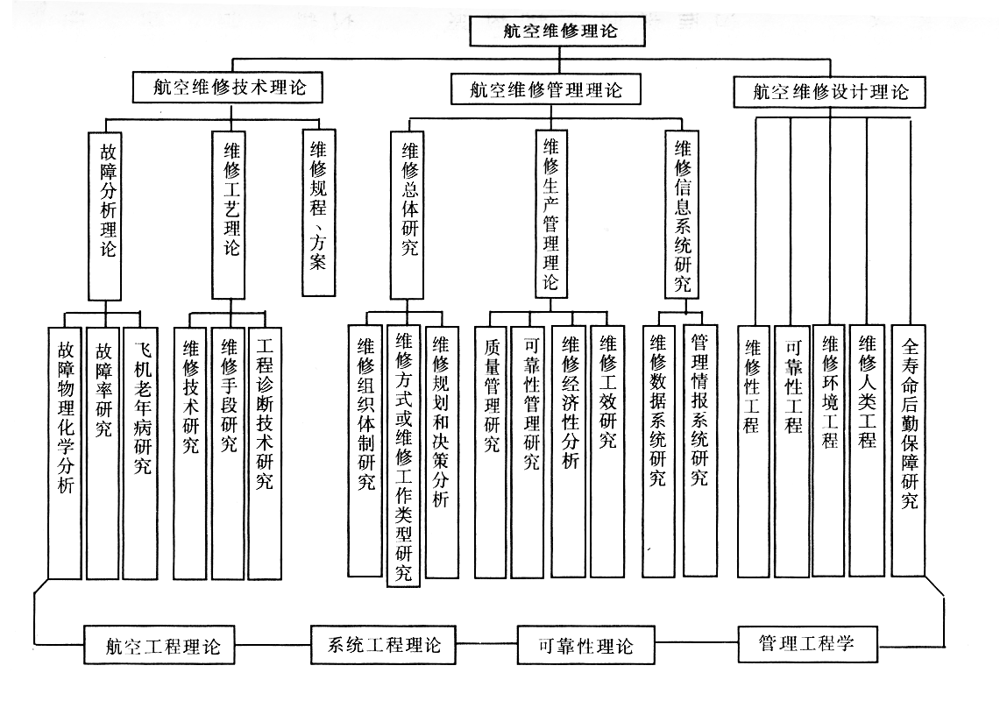 航空维修理论
航空维修技术理论
航空维修管理理论
航空维修设计理论
故障分析理论
维修工艺理论
维修规程、方案
维修总体研究
维修生产管理理论
维修信息系统研究
故障物理化学分析
故障率研究
飞机老年病研究
维修技术研究
维修手段研究
工程诊断技术研究
维修组织体制研究
维修方式或维修工作类型研究
维修规划和决策分析
质量管理研究
可靠性管理研究
维修经济性分析
维修工效研究
维修数据系统研究
管理情报系统研究
维修性工程
可靠性工程
维修环境工程
维修人类工程
全寿命后勤保障研究
航空工程理论
系统工程理论
可靠性理论
管理工程学